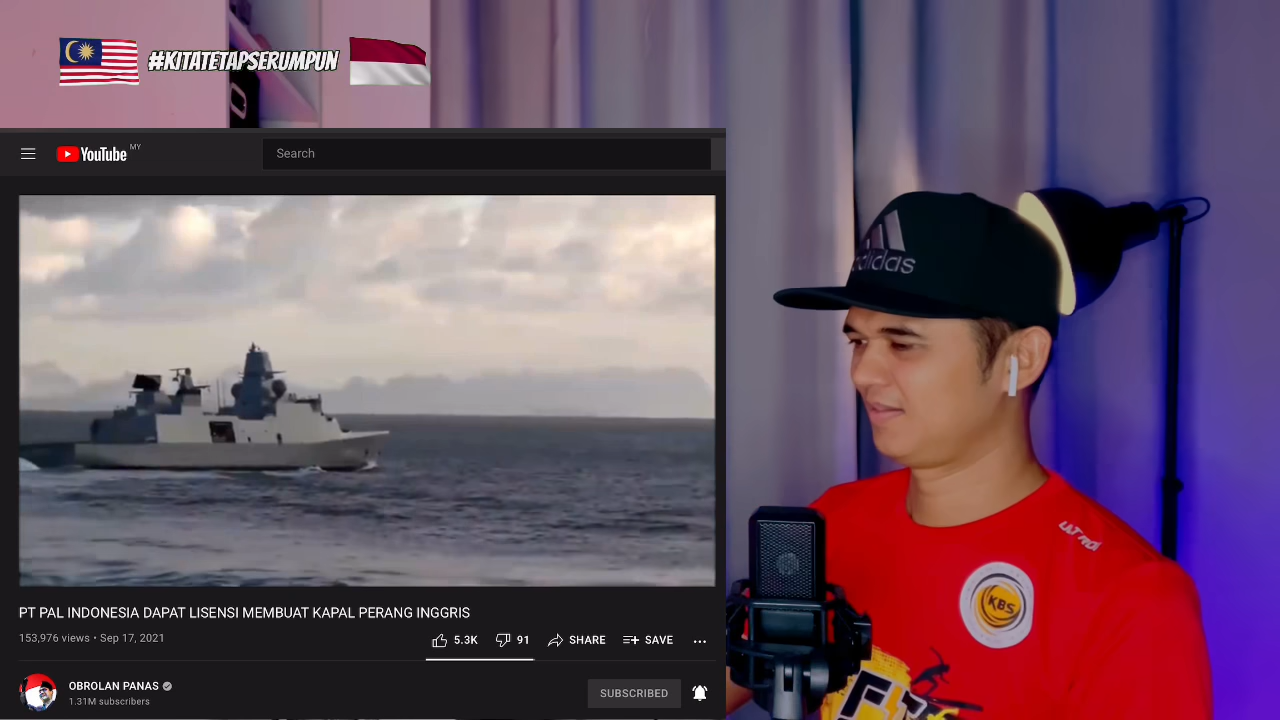 #KITATETAPSERUMPUN
YouTube MY
Search
adidas
PT PAL INDONESIA DAPAT LISENSI MEMBUAT KAPAL PERANG INGGRIS
153,976 views • Sep 17, 2021
5.3K 91 SHARE SAVE
OBROLAN PANAS
1.31M subscribers
SUBSCRIBED
KBS